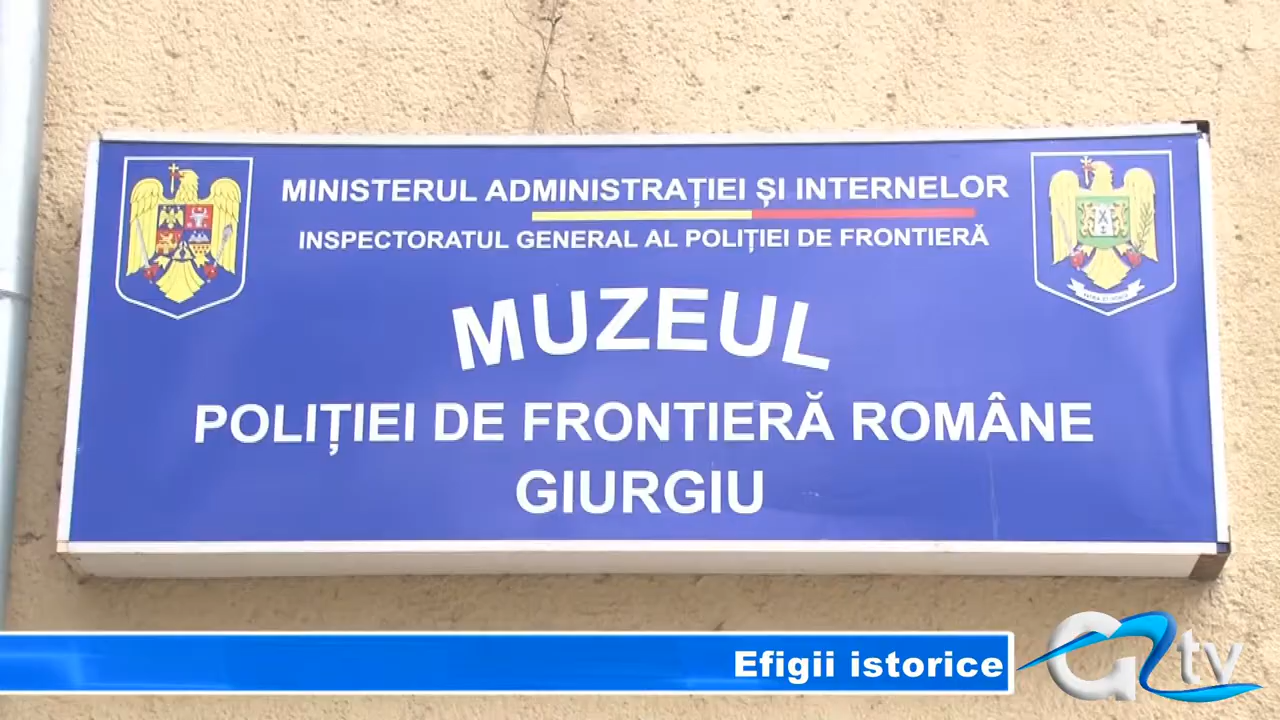 MINISTERUL ADMINISTRAȚIEI ȘI INTERNELOR
INSPECTORATUL GENERAL AL POLIȚIEI DE FRONTIERĂ
MUZEUL
POLIȚIEI DE FRONTIERĂ ROMÂNE
GIURGIU
Efigii istorice
G2 tv